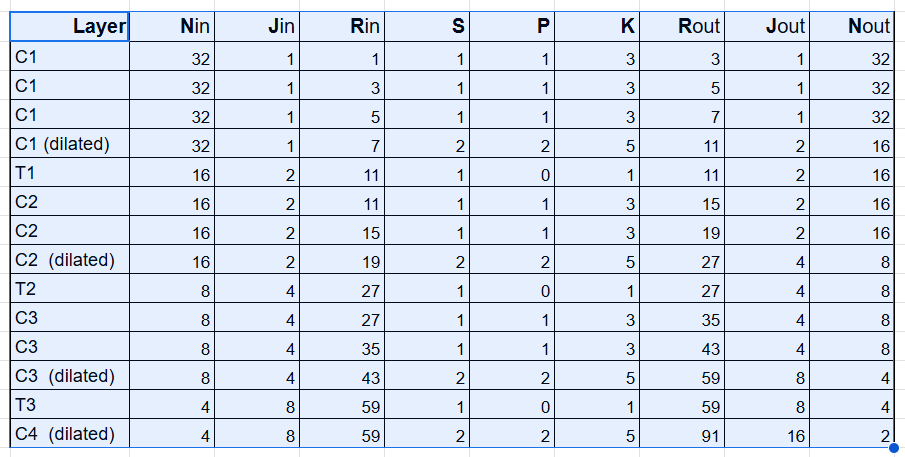 Layer Nin Jin Rin S P K Rout Jout Nout
C1 32 1 1 1 1 3 3 1 32
C1 32 1 3 1 1 3 5 1 32
C1 32 1 5 1 1 3 7 1 32
C1 (dilated) 32 1 7 2 2 5 11 2 16
T1 16 2 11 1 0 1 11 2 16
C2 16 2 11 1 1 3 15 2 16
C2 16 2 15 1 1 3 19 2 16
C2 (dilated) 16 2 19 2 2 5 27 4 8
T2 8 4 27 1 0 1 27 4 8
C3 8 4 27 1 1 3 35 4 8
C3 8 4 35 1 1 3 43 4 8
C3 (dilated) 8 4 43 2 2 5 59 8 4
T3 4 8 59 1 0 1 59 8 4
C4 (dilated) 4 8 59 2 2 5 91 16 2